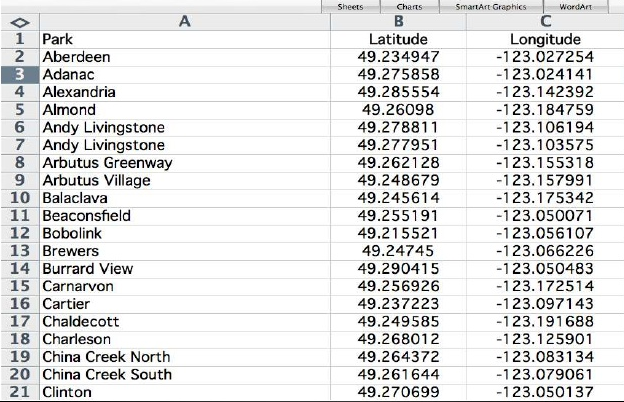 Sheets Charts SmartArt Graphics WordArt
A B C
1 Park Latitude Longitude
2 Aberdeen 49.234947 -123.027254
3 Adanac 49.275858 -123.024141
4 Alexandria 49.285554 -123.142392
5 Almond 49.26098 -123.184759
6 Andy Livingstone 49.278811 -123.106194
7 Andy Livingstone 49.277951 -123.103575
8 Arbutus Greenway 49.262128 -123.155318
9 Arbutus Village 49.248679 -123.157991
10 Balaclava 49.245614 -123.175342
11 Beaconsfield 49.255191 -123.050071
12 Bobolink 49.215521 -123.056107
13 Brewers 49.24745 -123.066226
14 Burrard View 49.290415 -123.050483
15 Carnarvon 49.256926 -123.172514
16 Cartier 49.237223 -123.097143
17 Chaldecott 49.249585 -123.191688
18 Charleson 49.268012 -123.125901
19 China Creek North 49.264372 -123.083134
20 China Creek South 49.261644 -123.079061
21 Clinton 49.270699 -123.050137